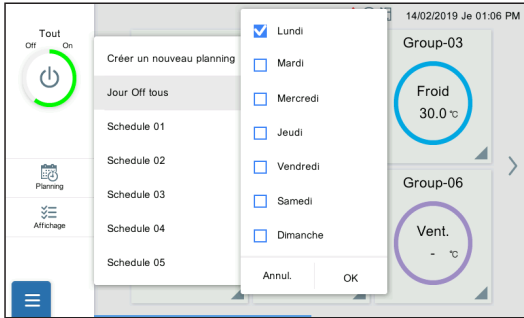 14/02/2019 Je 01:06 PM
Tout
Off On
Planning
Affichage
Créer un nouveau planning
Jour Off tous
Schedule 01
Schedule 02
Schedule 03
Schedule 04
Schedule 05
Lundi
Mardi
Mercredi
Jeudi
Vendredi
Samedi
Dimanche
Annul. OK
Group-03
Froid
30.0 °C
Group-06
Vent.
- °C